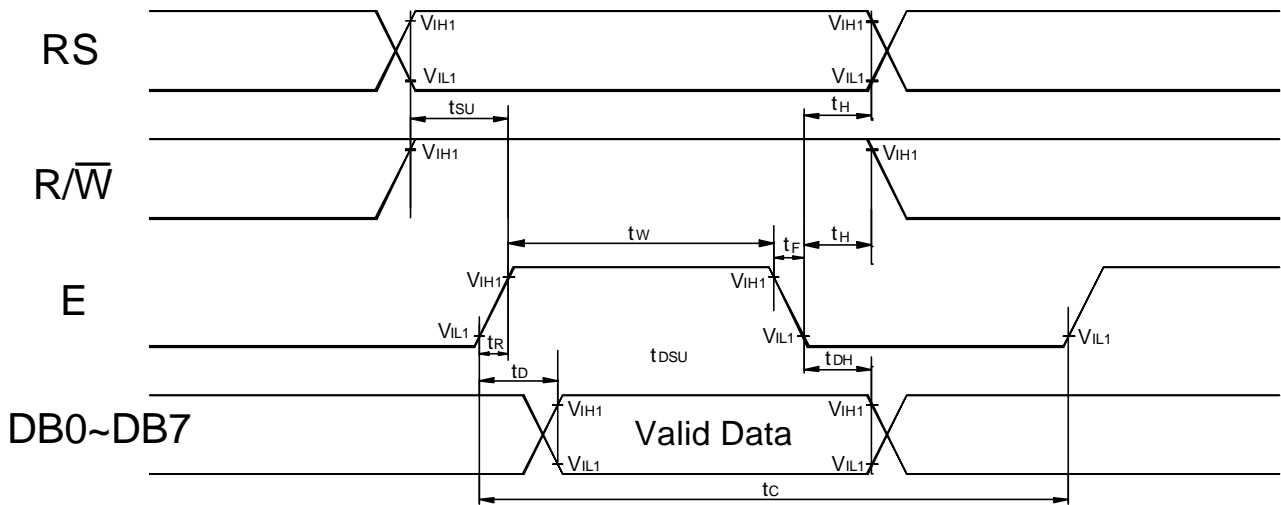 RS
VIH1
VIH1
VIL1
VIL1
tSU
tH
R/W̅
VIH1
VIH1
tW
tF
tH
E
VIH1
VIH1
VIL1
VIL1
VIL1
tR
tDSU
tDH
tD
DB0~DB7
VIH1
Valid Data
VIH1
VIL1
VIL1
tC